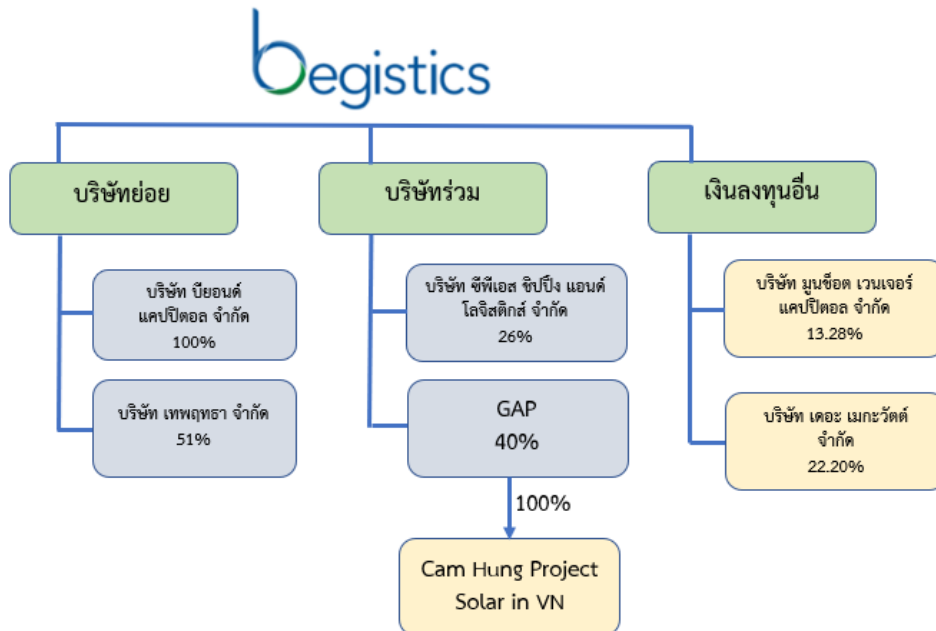 begistics
บริษัทย่อย
บริษัท บียอนด์
แคปปิตอล จำกัด
100%
บริษัท เทพฤทธา จำกัด
51%
บริษัทร่วม
บริษัท ซีพีเอส ชิปปิ้ง แอนด์
โลจิสติกส์ จำกัด
26%
GAP
40%
100%
Cam Hung Project
Solar in VN
เงินลงทุนอื่น
บริษัท มูนช็อต เวนเจอร์
แคปปิตอล จำกัด
13.28%
บริษัท เดอะ เมกะวัตต์
จำกัด
22.20%